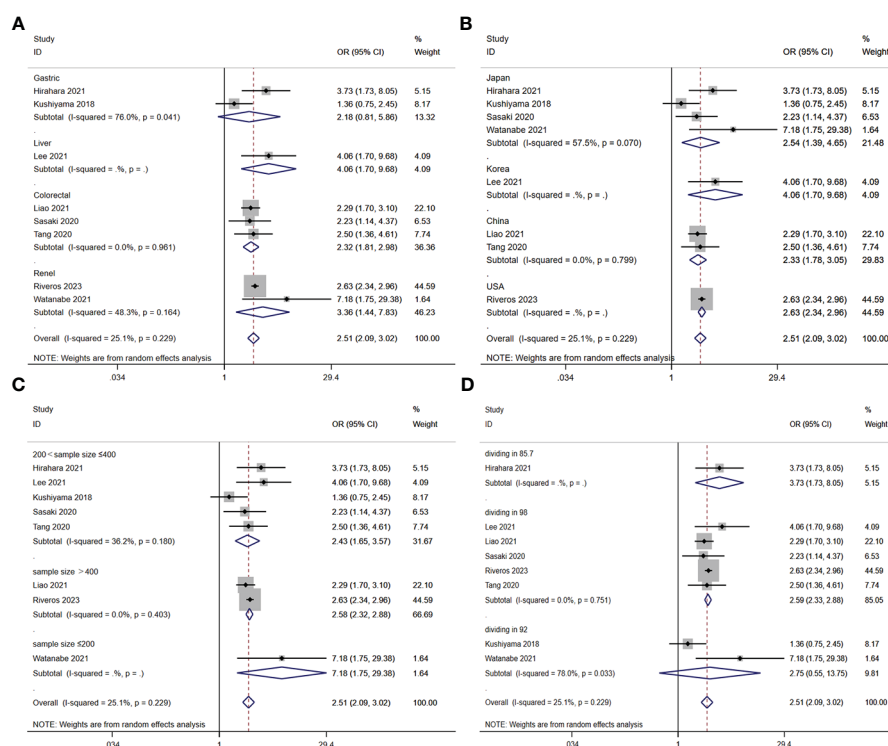 A
Study %
ID OR (95% CI) Weight
Gastric
Hirahara 2021 3.73 (1.73, 8.05) 5.15
Kushiyama 2018 1.36 (0.75, 2.45) 8.17
Subtotal (I-squared = 76.0%, p = 0.041) 2.18 (0.81, 5.86) 13.32
.
Liver
Lee 2021 4.06 (1.70, 9.68) 4.09
Subtotal (I-squared = .%, p = .) 4.06 (1.70, 9.68) 4.09
.
Colorectal
Liao 2021 2.29 (1.70, 3.10) 22.10
Sasaki 2020 2.23 (1.14, 4.37) 6.53
Tang 2020 2.50 (1.36, 4.61) 7.74
Subtotal (I-squared = 0.0%, p = 0.961) 2.32 (1.81, 2.98) 36.36
.
Renel
Riveros 2023 2.63 (2.34, 2.96) 44.59
Watanabe 2021 7.18 (1.75, 29.38) 1.64
Subtotal (I-squared = 48.3%, p = 0.164) 3.36 (1.44, 7.83) 46.23
.
Overall (I-squared = 25.1%, p = 0.229) 2.51 (2.09, 3.02) 100.00
NOTE: Weights are from random effects analysis
.034 1 29.4
B
Study %
ID OR (95% CI) Weight
Japan
Hirahara 2021 3.73 (1.73, 8.05) 5.15
Kushiyama 2018 1.36 (0.75, 2.45) 8.17
Sasaki 2020 2.23 (1.14, 4.37) 6.53
Watanabe 2021 7.18 (1.75, 29.38) 1.64
Subtotal (I-squared = 57.5%, p = 0.070) 2.54 (1.39, 4.65) 21.48
.
Korea
Lee 2021 4.06 (1.70, 9.68) 4.09
Subtotal (I-squared = .%, p = .) 4.06 (1.70, 9.68) 4.09
.
China
Liao 2021 2.29 (1.70, 3.10) 22.10
Tang 2020 2.50 (1.36, 4.61) 7.74
Subtotal (I-squared = 0.0%, p = 0.799) 2.33 (1.78, 3.05) 29.83
.
USA
Riveros 2023 2.63 (2.34, 2.96) 44.59
Subtotal (I-squared = .%, p = .) 2.63 (2.34, 2.96) 44.59
.
Overall (I-squared = 25.1%, p = 0.229) 2.51 (2.09, 3.02) 100.00
NOTE: Weights are from random effects analysis
.034 1 29.4
C
Study %
ID OR (95% CI) Weight
200＜sample size ≤400
Hirahara 2021 3.73 (1.73, 8.05) 5.15
Lee 2021 4.06 (1.70, 9.68) 4.09
Kushiyama 2018 1.36 (0.75, 2.45) 8.17
Sasaki 2020 2.23 (1.14, 4.37) 6.53
Tang 2020 2.50 (1.36, 4.61) 7.74
Subtotal (I-squared = 36.2%, p = 0.180) 2.43 (1.65, 3.57) 31.67
.
sample size ＞400
Liao 2021 2.29 (1.70, 3.10) 22.10
Riveros 2023 2.63 (2.34, 2.96) 44.59
Subtotal (I-squared = 0.0%, p = 0.403) 2.58 (2.32, 2.88) 66.69
.
sample size ≤200
Watanabe 2021 7.18 (1.75, 29.38) 1.64
Subtotal (I-squared = .%, p = .) 7.18 (1.75, 29.38) 1.64
.
Overall (I-squared = 25.1%, p = 0.229) 2.51 (2.09, 3.02) 100.00
NOTE: Weights are from random effects analysis
.034 1 29.4
D
Study %
ID OR (95% CI) Weight
dividing in 85.7
Hirahara 2021 3.73 (1.73, 8.05) 5.15
Subtotal (I-squared = .%, p = .) 3.73 (1.73, 8.05) 5.15
.
dividing in 98
Lee 2021 4.06 (1.70, 9.68) 4.09
Liao 2021 2.29 (1.70, 3.10) 22.10
Sasaki 2020 2.23 (1.14, 4.37) 6.53
Riveros 2023 2.63 (2.34, 2.96) 44.59
Tang 2020 2.50 (1.36, 4.61) 7.74
Subtotal (I-squared = 0.0%, p = 0.751) 2.59 (2.33, 2.88) 85.05
.
dividing in 92
Kushiyama 2018 1.36 (0.75, 2.45) 8.17
Watanabe 2021 7.18 (1.75, 29.38) 1.64
Subtotal (I-squared = 78.0%, p = 0.033) 2.75 (0.55, 13.75) 9.81
.
Overall (I-squared = 25.1%, p = 0.229) 2.51 (2.09, 3.02) 100.00
NOTE: Weights are from random effects analysis
.034 1 29.4